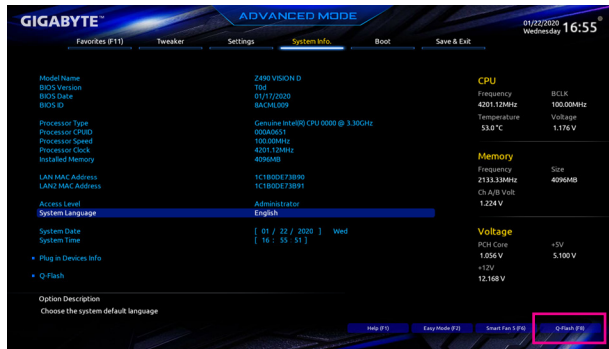 GIGABYTE™
ADVANCED MODE
01/22/2020
Wednesday 16:55
Favorites (F11) Tweaker Settings System Info. Boot Save & Exit
Model Name Z490 VISION D
BIOS Version T0d
BIOS Date 01/17/2020
BIOS ID 8ACML009
Processor Type Genuine Intel(R) CPU 0000 @ 3.30GHz
Processor CPUID 000A0651
Processor Speed 100.00MHz
Processor Clock 4201.12MHz
Installed Memory 4096MB
LAN MAC Address 1C1B0DE73B90
LAN2 MAC Address 1C1B0DE73B91
Access Level Administrator
System Language English
System Date [ 01 / 22 / 2020 ] Wed
System Time [ 16 : 55 : 51 ]
Plug in Devices Info
Q-Flash
Option Description
Choose the system default language
CPU
Frequency BCLK
4201.12MHz 100.00MHz
Temperature Voltage
53.0 °C 1.176 V
Memory
Frequency Size
2133.33MHz 4096MB
Ch A/B Volt
1.224 V
Voltage
PCH Core +5V
1.056 V 5.100 V
+12V
12.168 V
Help (F1) Easy Mode (F2) Smart Fan 5 (F6) Q-Flash (F8)